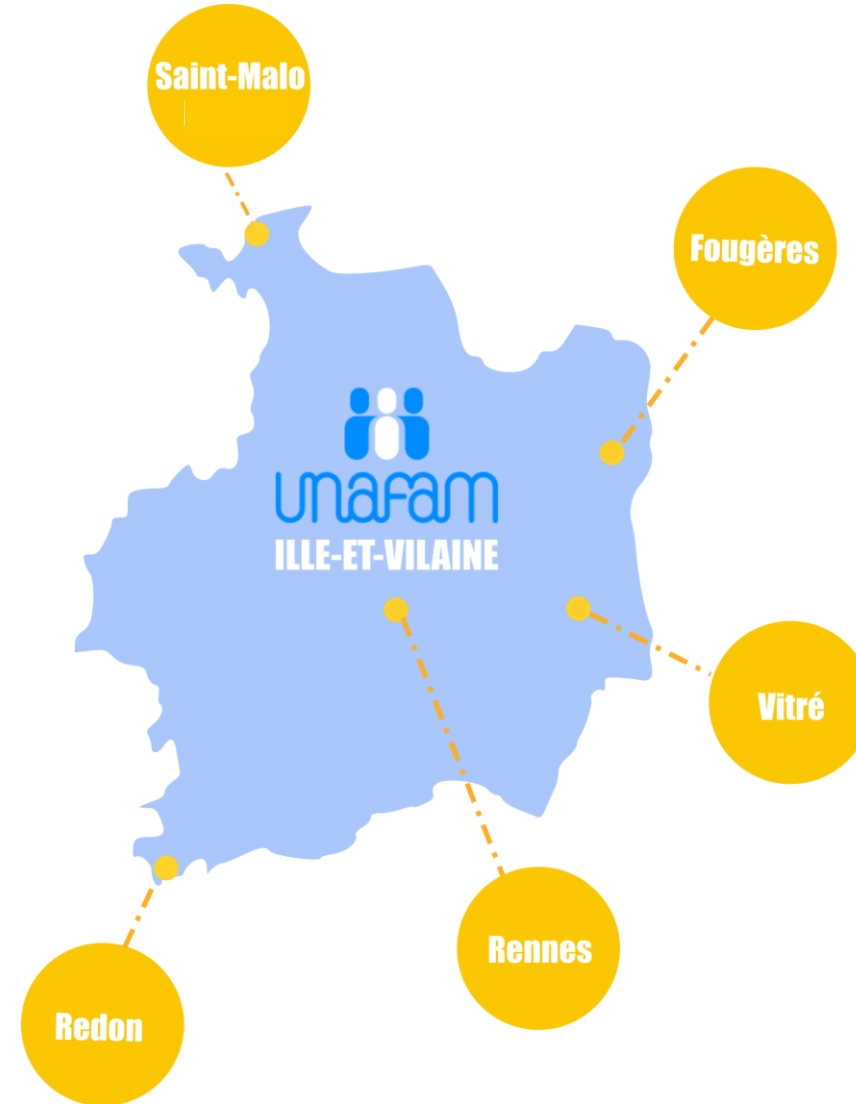 Saint-Malo
Fougères
unafam
ILLE-ET-VILAINE
Vitré
Rennes
Redon